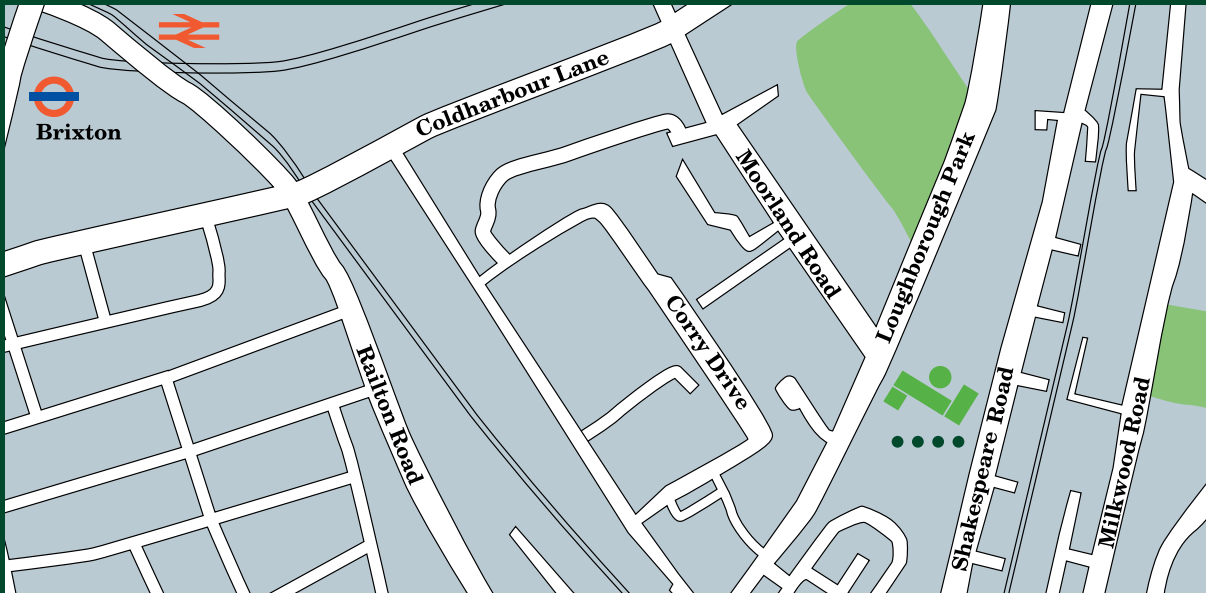 Brixton
Coldharbour Lane
Moorland Road
Loughborough Park
Corry Drive
Railton Road
Shakespeare Road
Milkwood Road